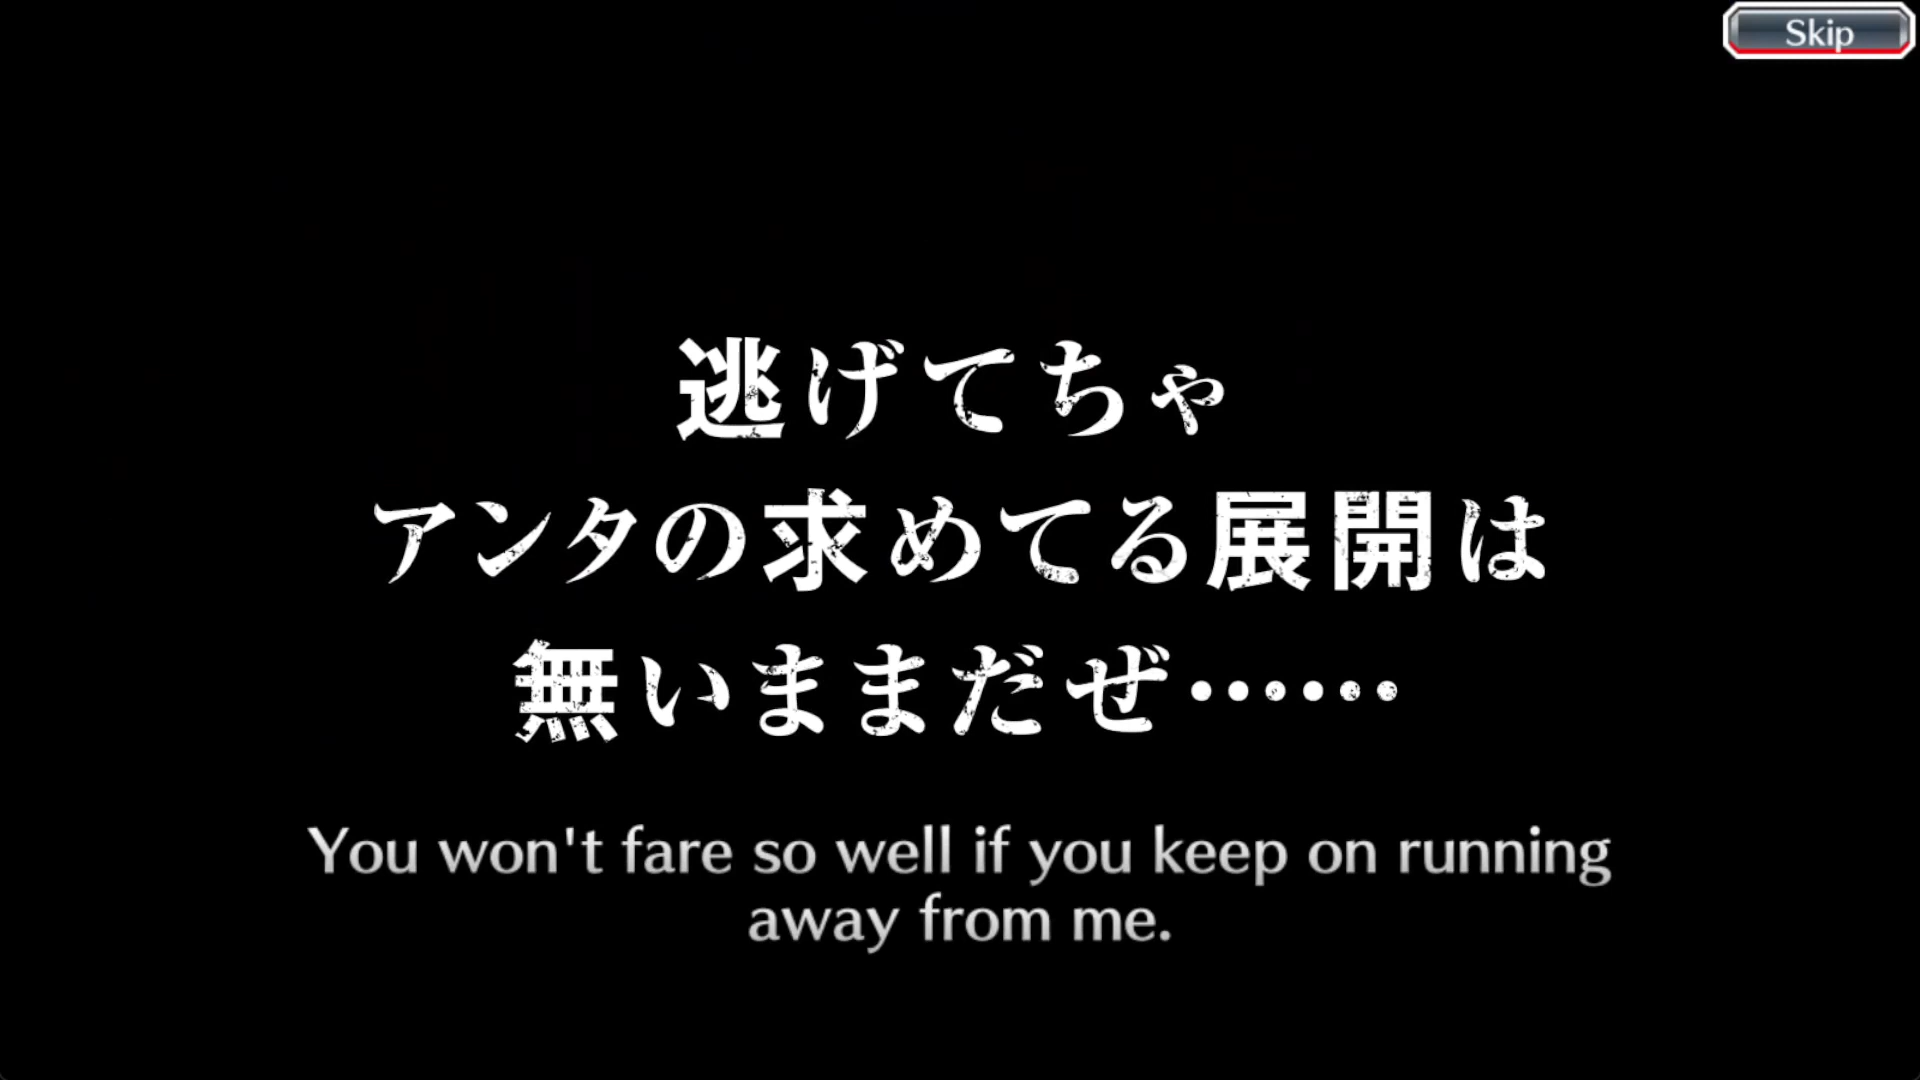 Skip
逃げてちゃ
アンタの求めてる展開は
無いままだぜ……
You won't fare so well if you keep on running
away from me.